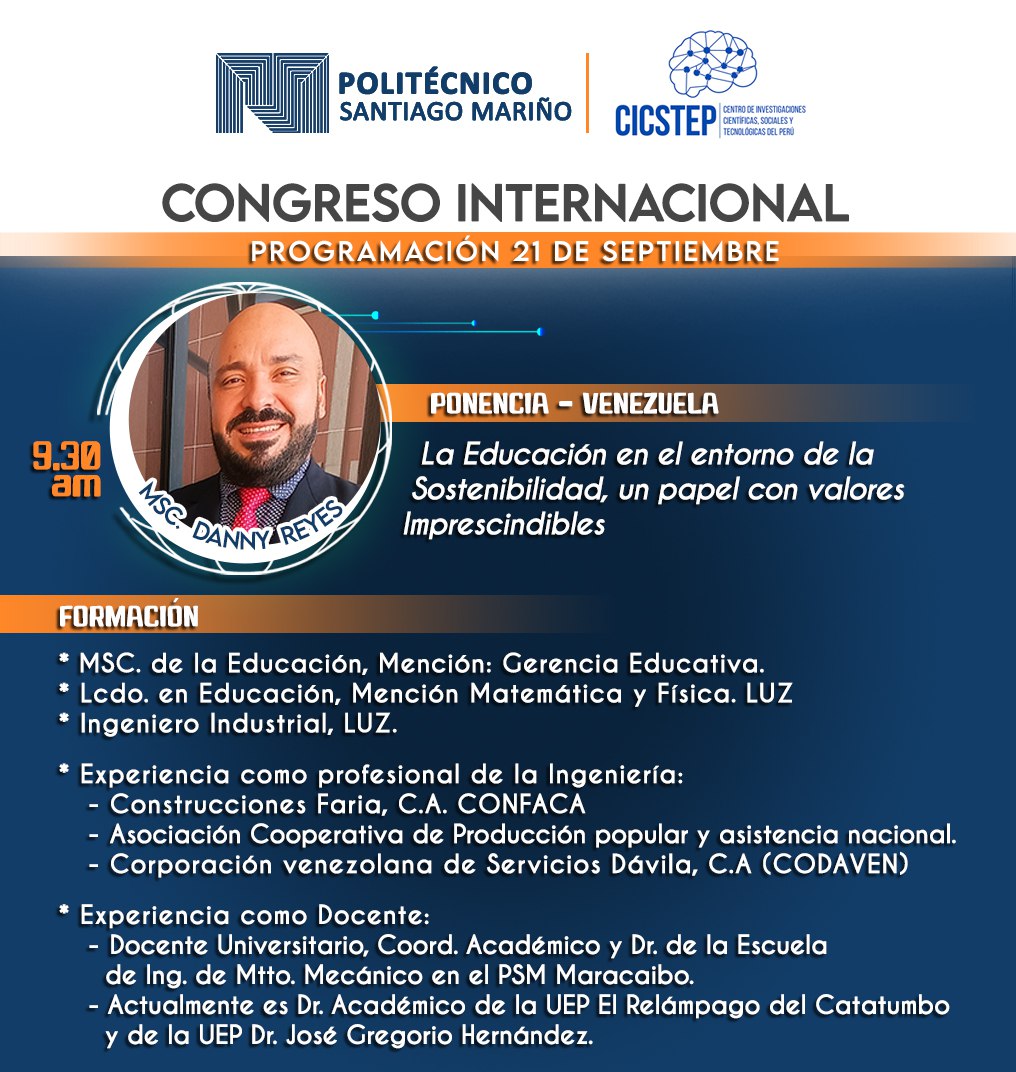 POLITÉCNICO
SANTIAGO MARIÑO
CICSTEP
CENTRO DE INVESTIGACIONES
CIENTÍFICAS, SOCIALES Y
TECNOLÓGICAS DEL PERÚ
CONGRESO INTERNACIONAL
PROGRAMACIÓN 21 DE SEPTIEMBRE
9.30
am
MSC. DANNY REYES
PONENCIA - VENEZUELA
La Educación en el entorno de la
Sostenibilidad, un papel con valores
Imprescindibles
FORMACIÓN
* MSC. de la Educación, Mención: Gerencia Educativa.
* Lcdo. en Educación, Mención Matemática y Física. LUZ
* Ingeniero Industrial, LUZ.
* Experiencia como profesional de la Ingeniería:
- Construcciones Faria, C.A. CONFACA
- Asociación Cooperativa de Producción popular y asistencia nacional.
- Corporación venezolana de Servicios Dávila, C.A (CODAVEN)
* Experiencia como Docente:
- Docente Universitario, Coord. Académico y Dr. de la Escuela
de Ing. de Mtto. Mecánico en el PSM Maracaibo.
- Actualmente es Dr. Académico de la UEP El Relámpago del Catatumbo
y de la UEP Dr. José Gregorio Hernández.